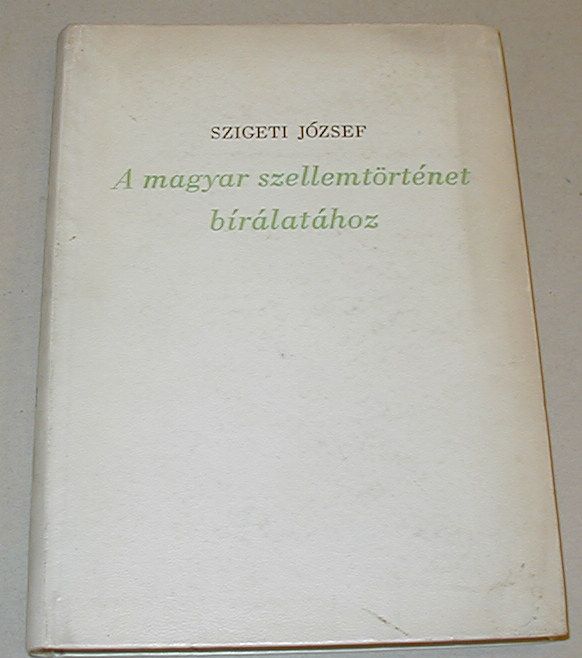 SZIGETI JÓZSEF
A magyar szellemtörténet
bírálatához